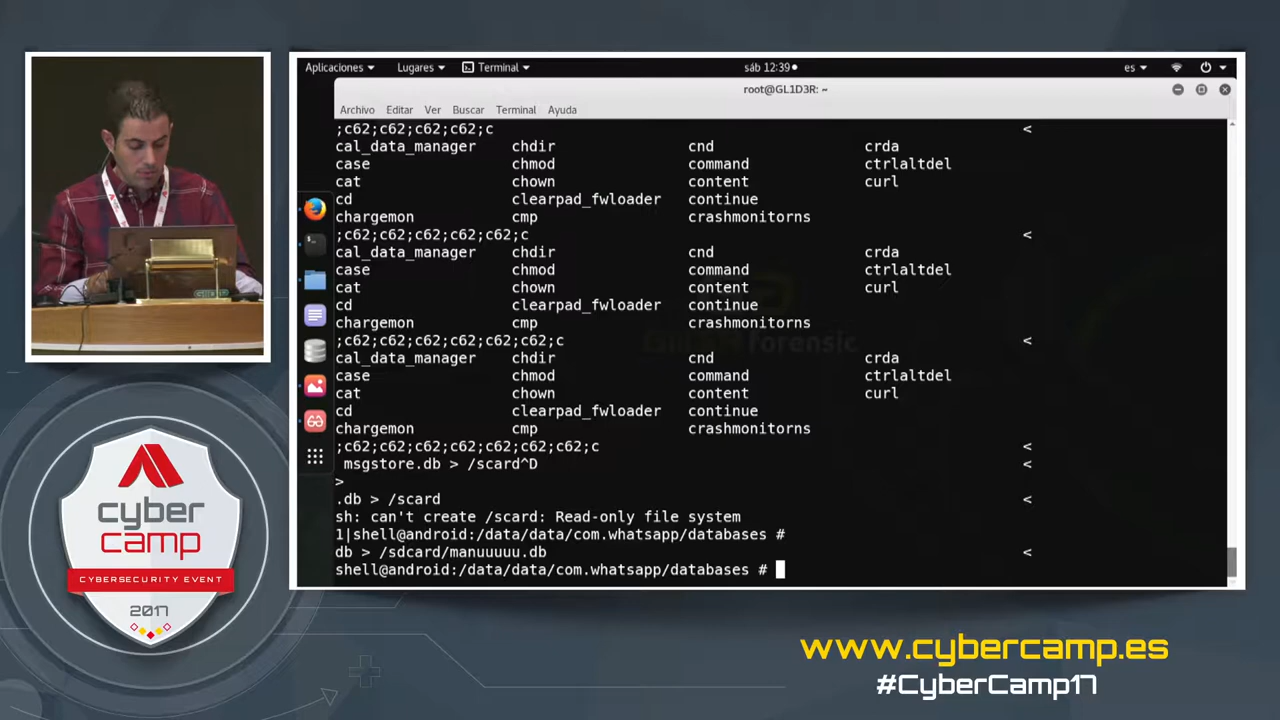 Aplicaciones Lugares Terminal sáb 12:39 es
root@GL1D3R: ~
Archivo Editar Ver Buscar Terminal Ayuda
;c62;c62;c62;c62;c <
cal_data_manager chdir cnd crda
case chmod command ctrlaltdel
cat chown content curl
cd clearpad_fwloader continue
chargemon cmp crashmonitorns
;c62;c62;c62;c62;c62;c <
cal_data_manager chdir cnd crda
case chmod command ctrlaltdel
cat chown content curl
cd clearpad_fwloader continue
chargemon cmp crashmonitorns
;c62;c62;c62;c62;c62;c62;c <
cal_data_manager chdir cnd crda
case chmod command ctrlaltdel
cat chown content curl
cd clearpad_fwloader continue
chargemon cmp crashmonitorns
;c62;c62;c62;c62;c62;c62;c62;c <
msgstore.db > /scard^D <
>
.db > /scard <
sh: can't create /scard: Read-only file system
1|shell@android:/data/data/com.whatsapp/databases #
db > /sdcard/manuuuuu.db <
shell@android:/data/data/com.whatsapp/databases #
cyber
camp
CYBERSECURITY EVENT
2017
www.cybercamp.es
#CyberCamp17